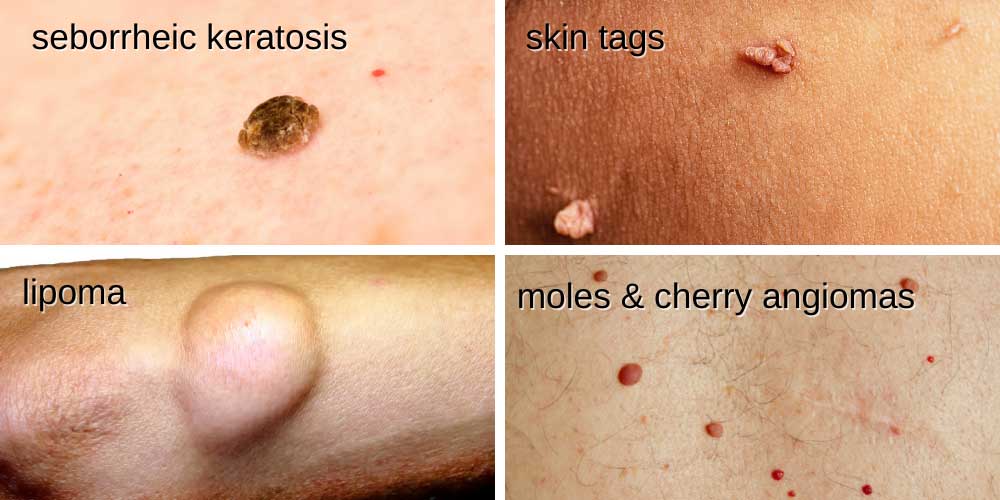 seborrheic keratosis
skin tags
lipoma
moles & cherry angiomas